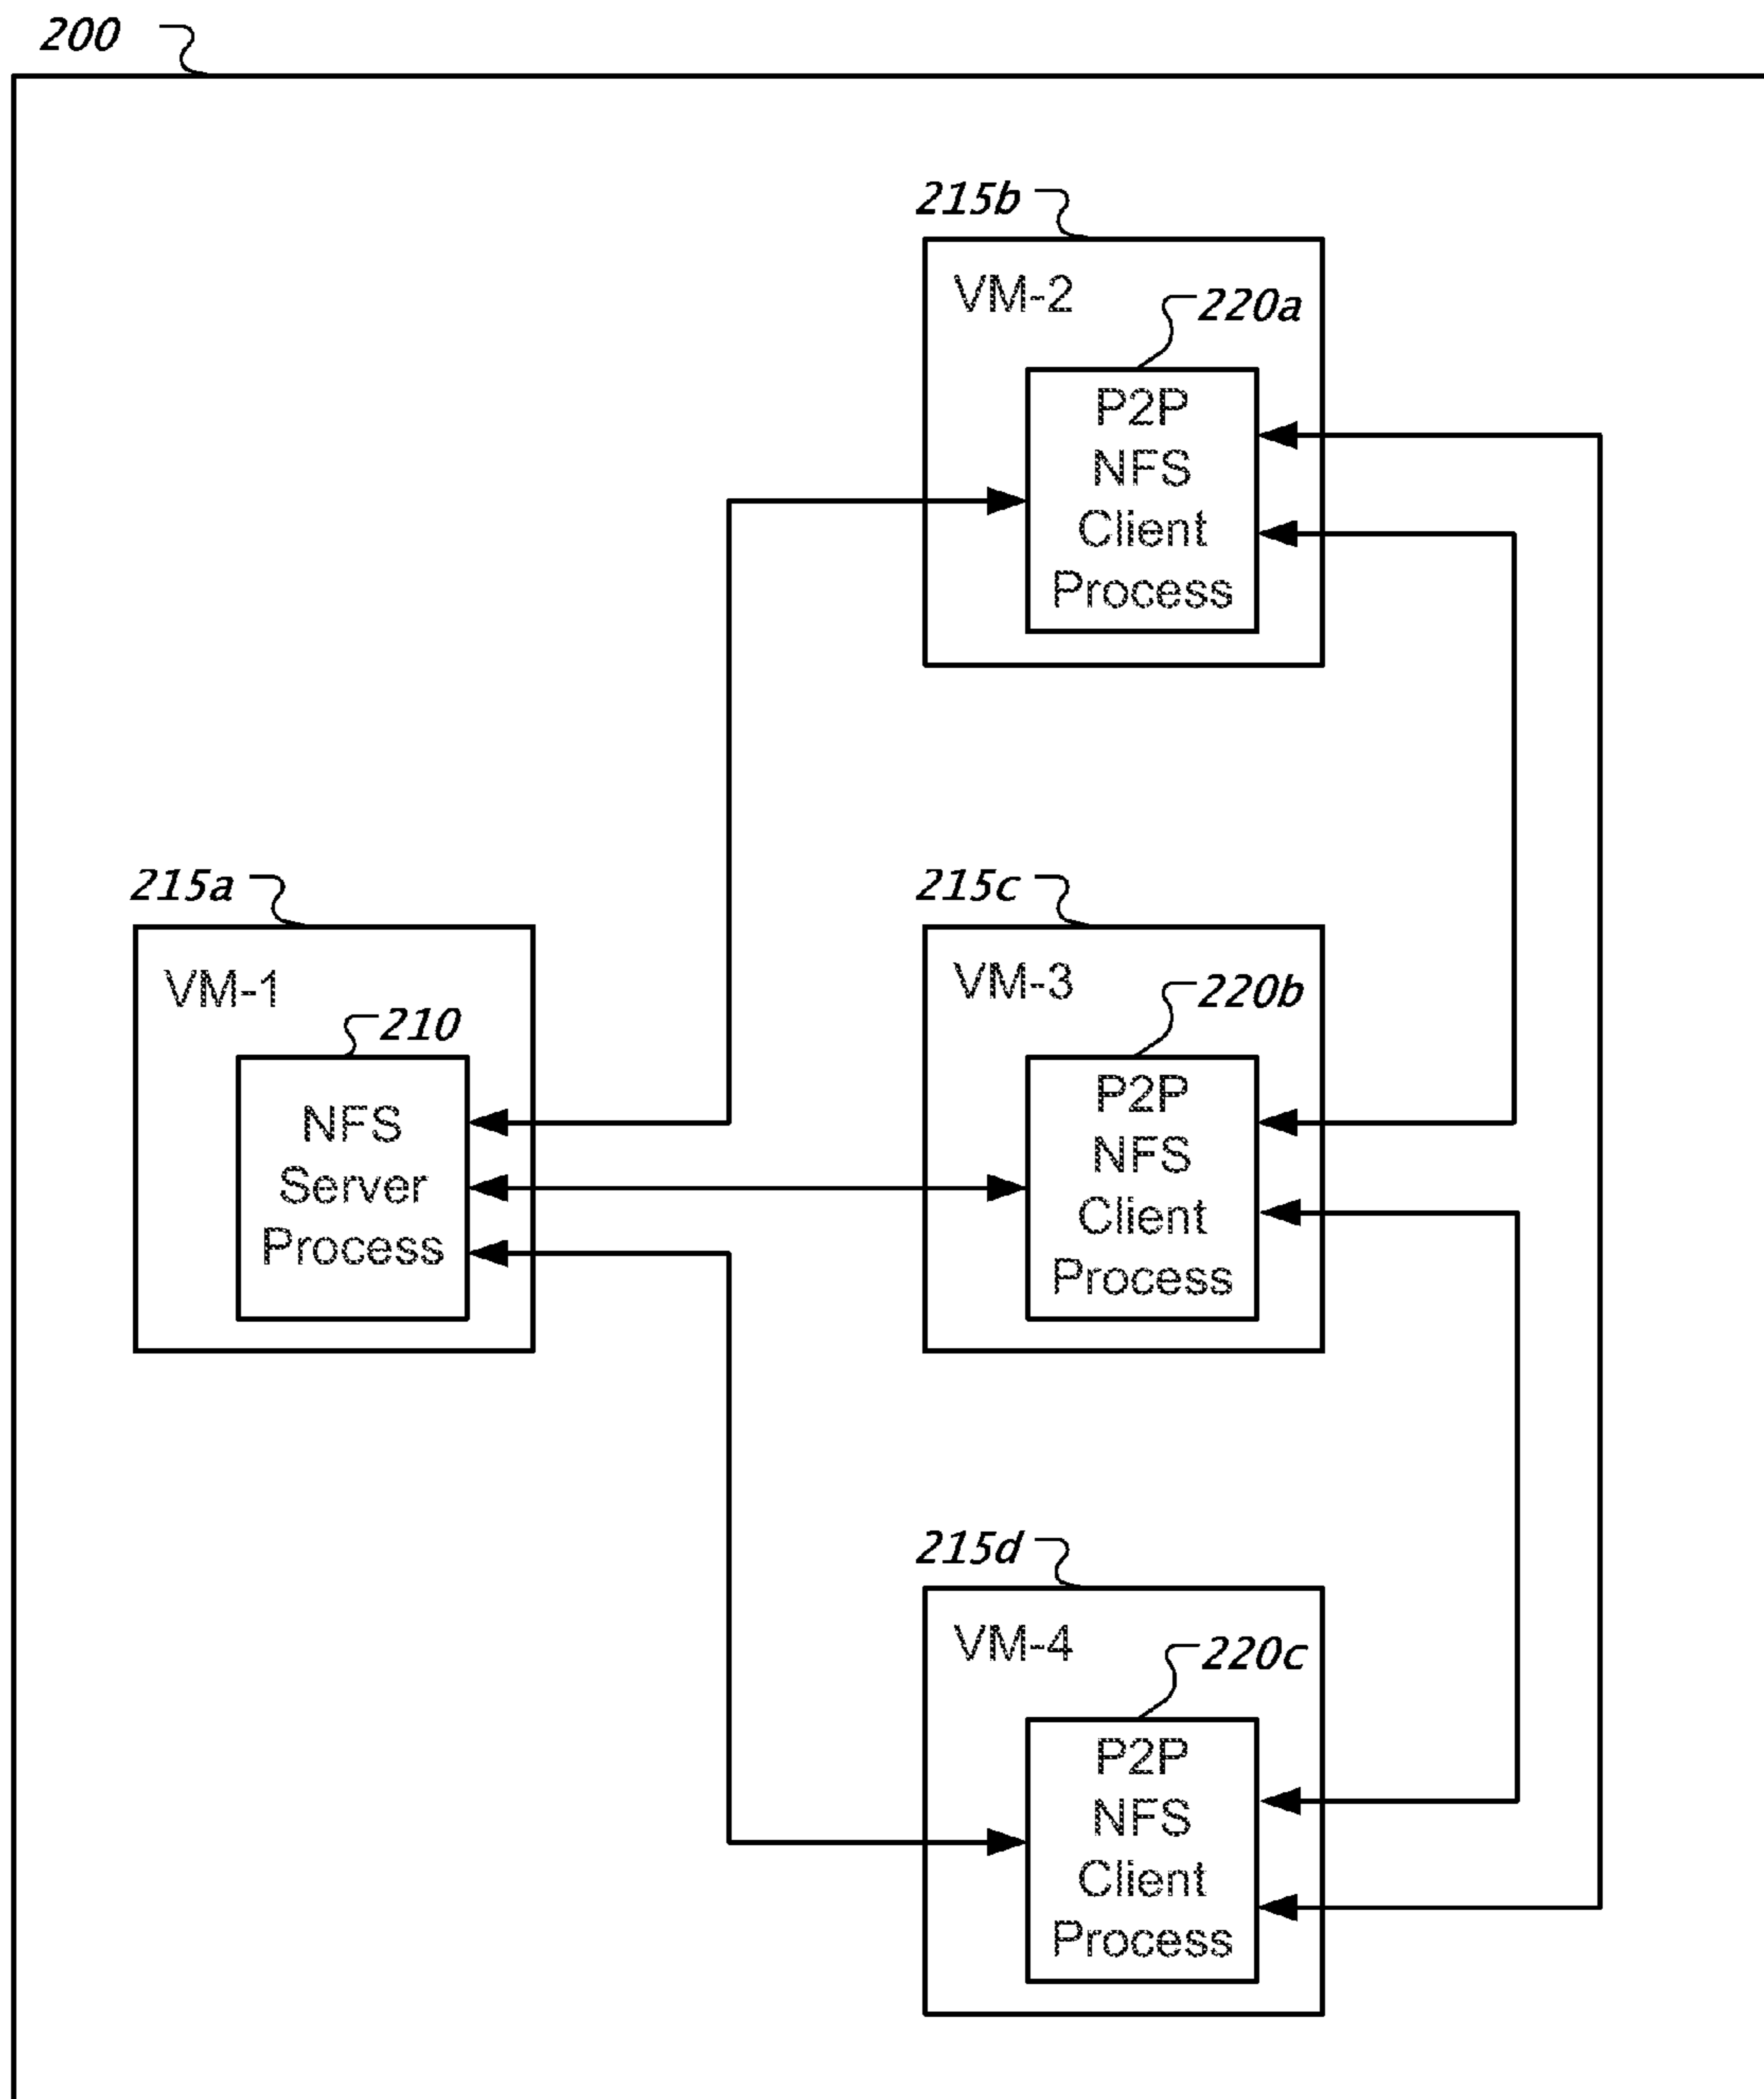 200
215b
VM-2
220a
P2P
NFS
Client
Process
215a
VM-1
210
NFS
Server
Process
215c
VM-3
220b
P2P
NFS
Client
Process
215d
VM-4
220c
P2P
NFS
Client
Process